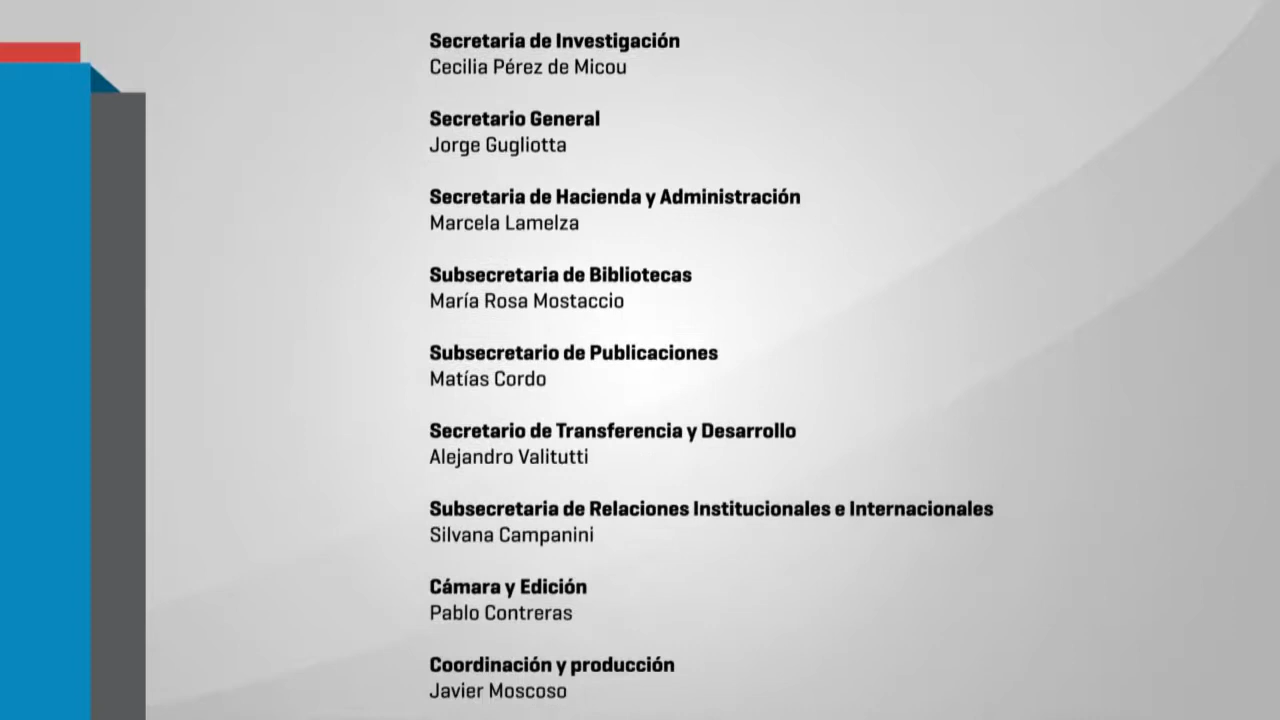 Secretaria de Investigación
Cecilia Pérez de Micou
Secretario General
Jorge Gugliotta
Secretaria de Hacienda y Administración
Marcela Lamelza
Subsecretaria de Bibliotecas
María Rosa Mostaccio
Subsecretario de Publicaciones
Matías Cordo
Secretario de Transferencia y Desarrollo
Alejandro Valitutti
Subsecretaria de Relaciones Institucionales e Internacionales
Silvana Campanini
Cámara y Edición
Pablo Contreras
Coordinación y producción
Javier Moscoso